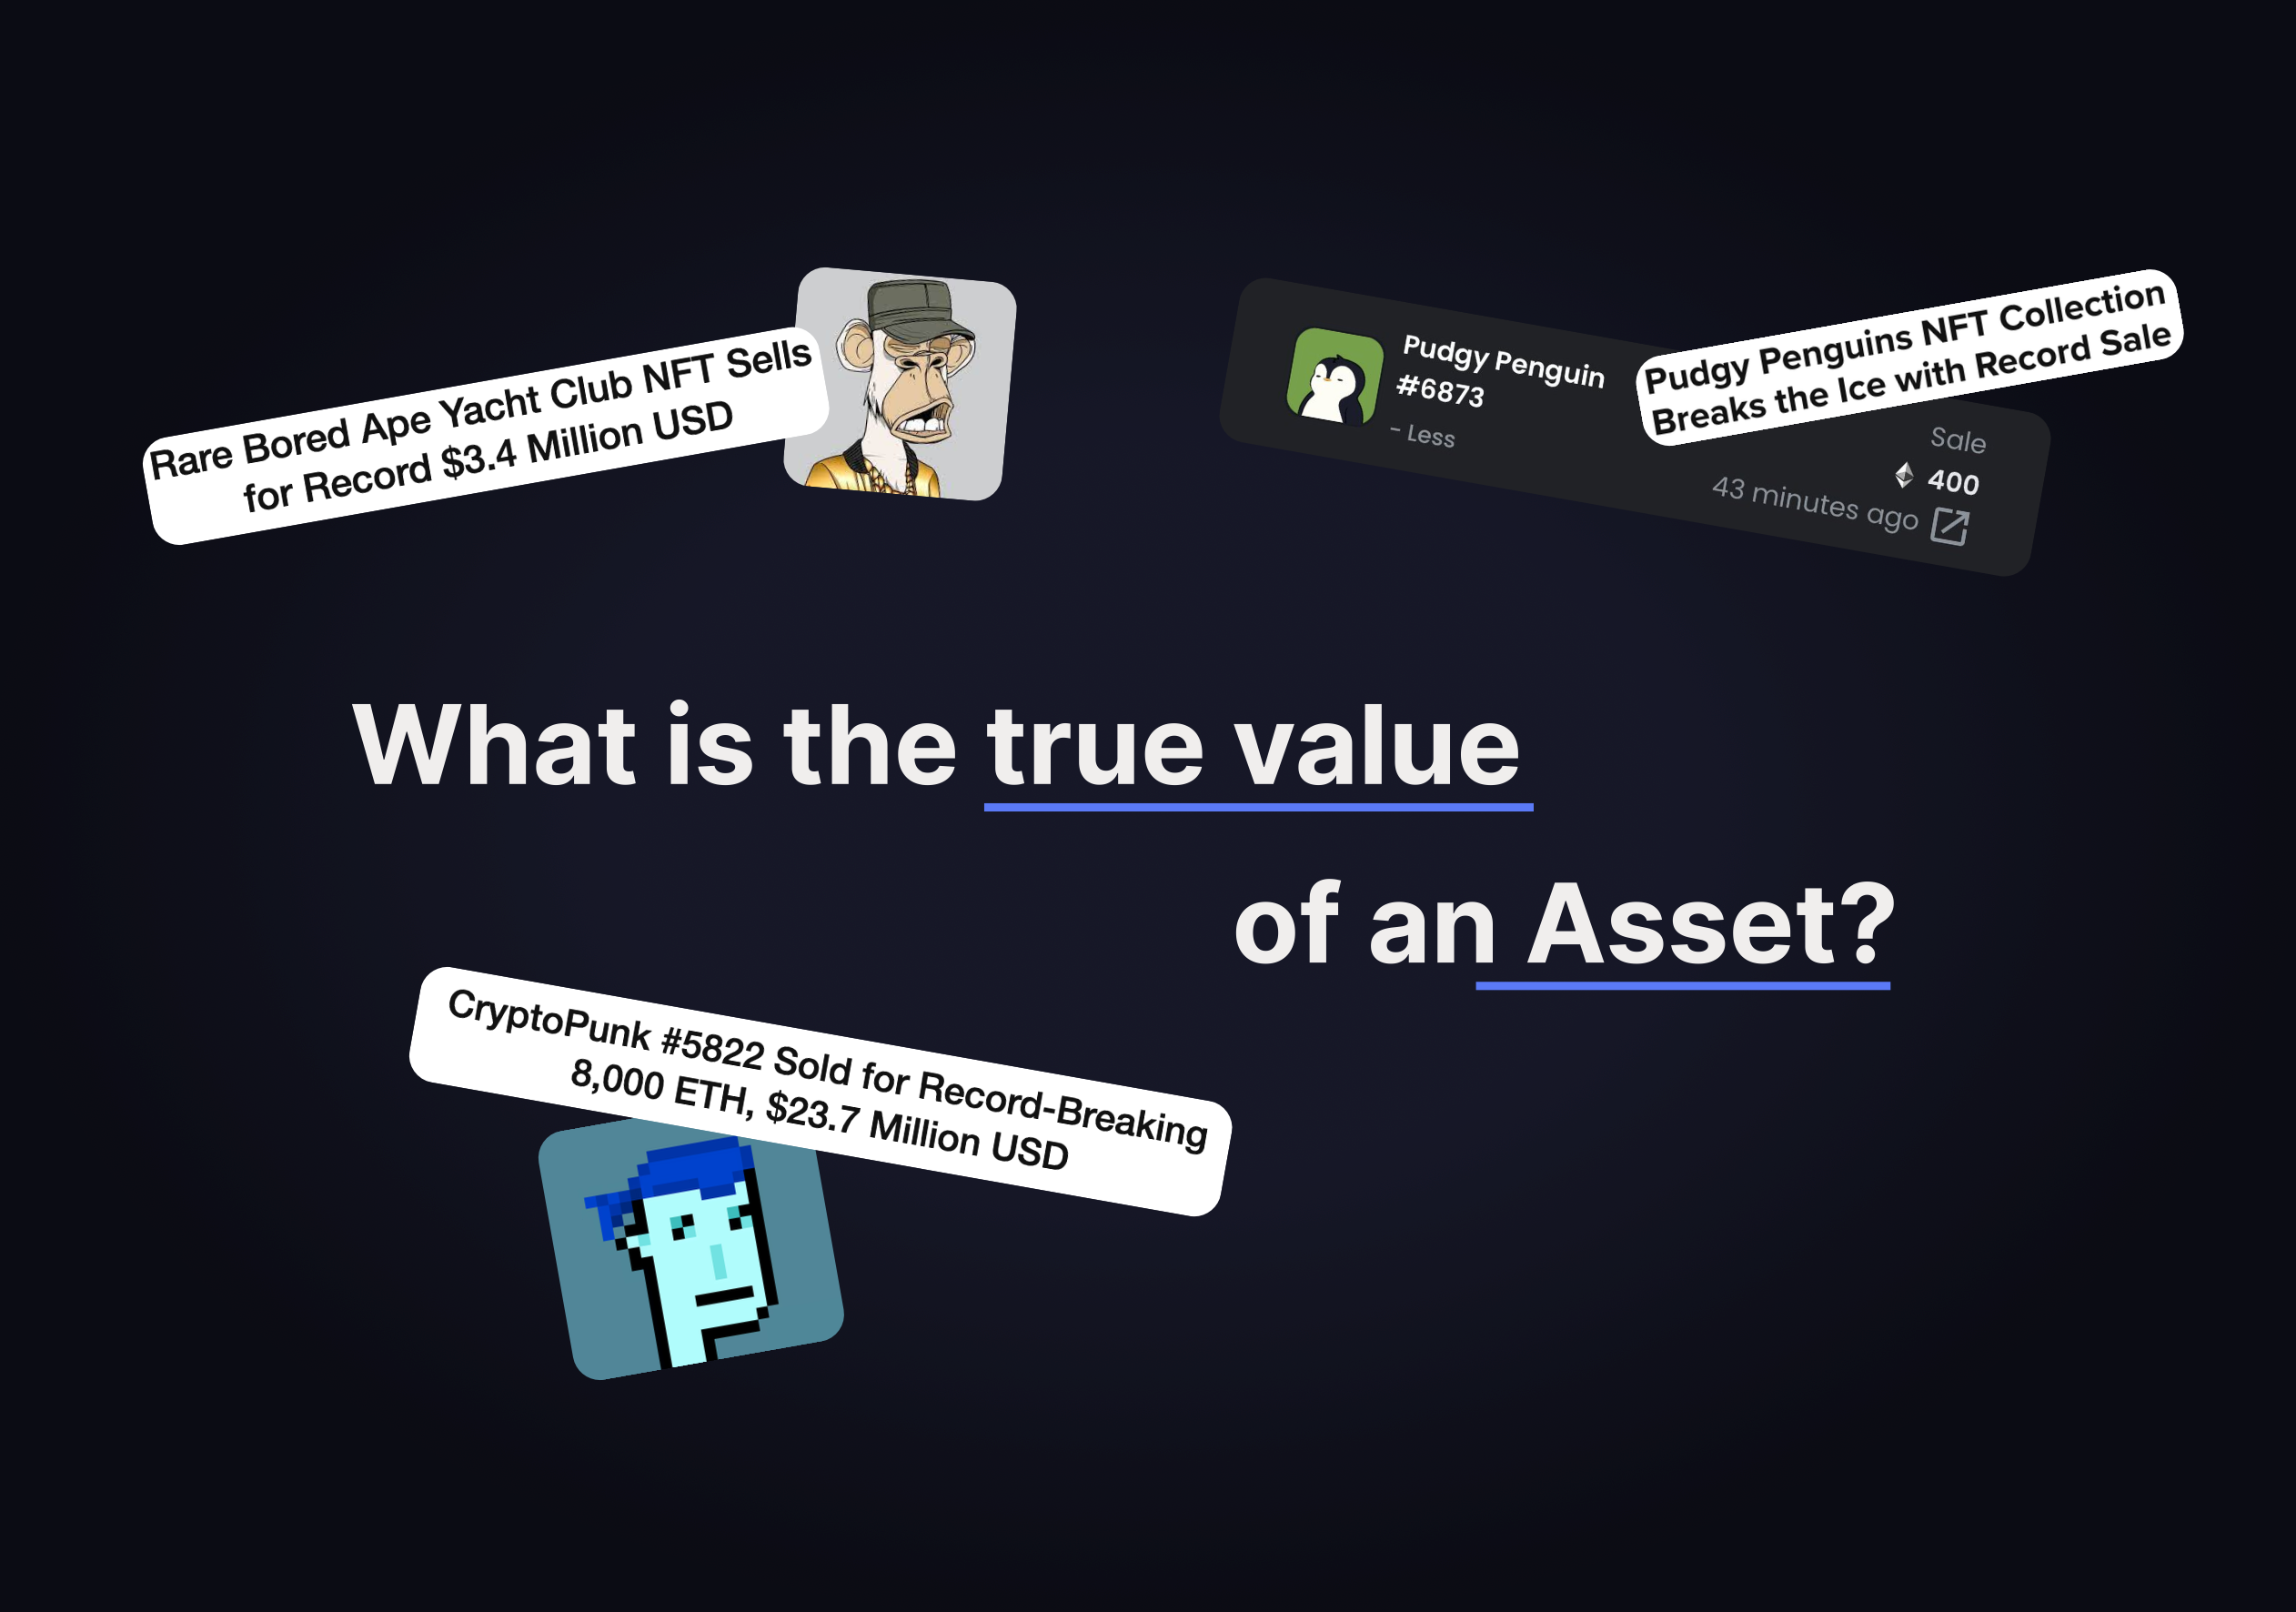 Rare Bored Ape Yacht Club NFT Sells
for Record $3.4 Million USD
Pudgy Penguin
#6873
- Less
Pudgy Penguins NFT Collection
Breaks the Ice with Record Sale
Sale
400
43 minutes ago
What is the true value
of an Asset?
CryptoPunk #5822 Sold for Record-Breaking
8,000 ETH, $23.7 Million USD